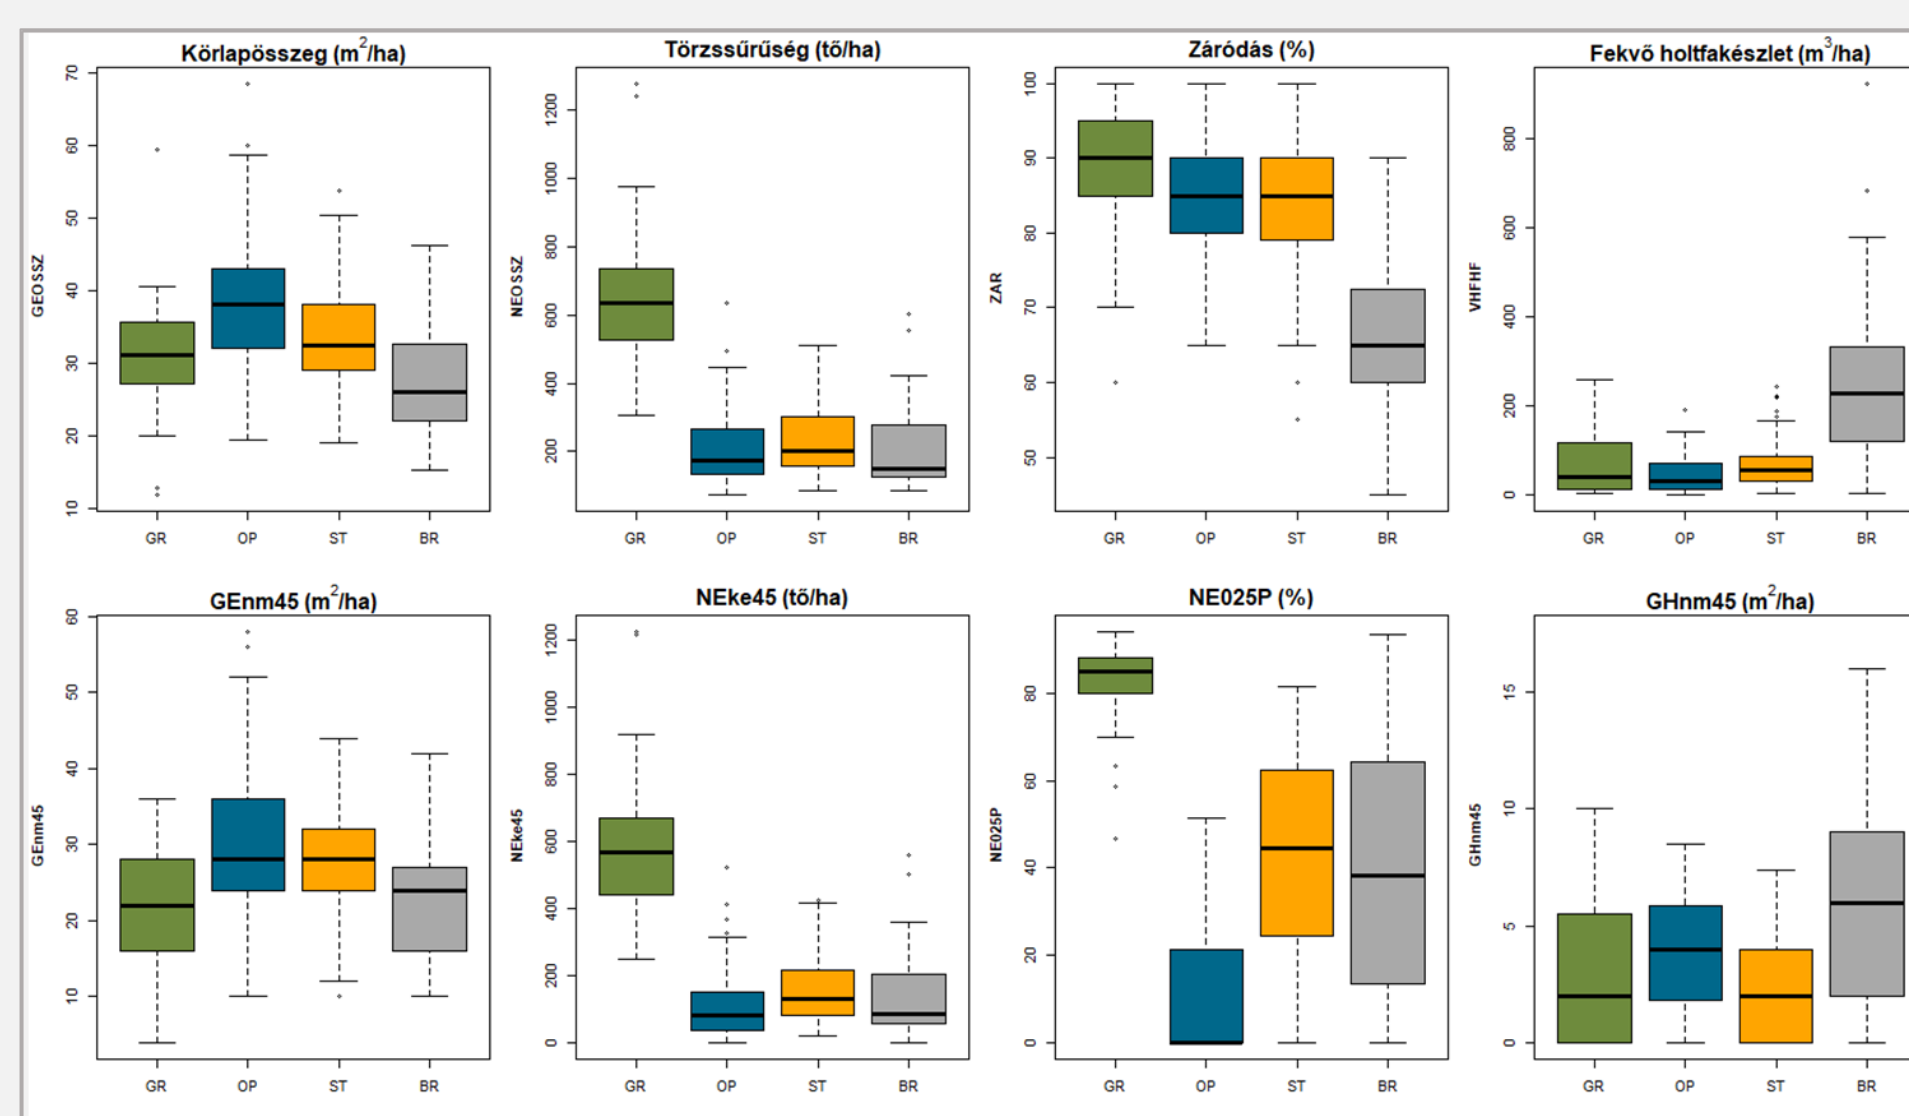 Körlapösszeg (m²/ha)
70
60
50
40
30
20
10
GEOSSZ
GR OP ST BR
Törzssűrűség (tő/ha)
1200
1000
800
600
400
200
NEOSSZ
GR OP ST BR
Záródás (%)
100
90
80
70
60
50
ZAR
GR OP ST BR
Fekvő holtfakészlet (m³/ha)
800
600
400
200
0
VHFHF
GR OP ST BR
GEnm45 (m²/ha)
60
50
40
30
20
10
GEnm45
GR OP ST BR
NEke45 (tő/ha)
1200
1000
800
600
400
200
0
NEke45
GR OP ST BR
NE025P (%)
80
60
40
20
0
NE025P
GR OP ST BR
GHnm45 (m²/ha)
15
10
5
0
GHnm45
GR OP ST BR